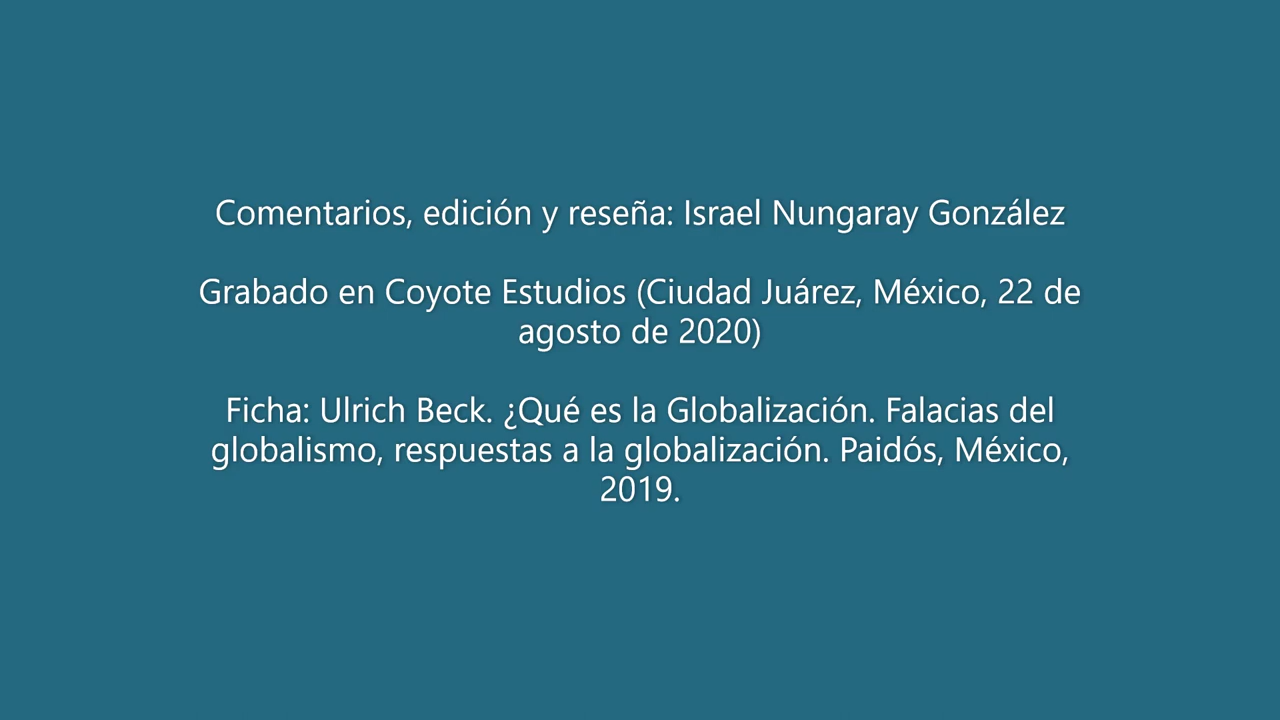 Comentarios, edición y reseña: Israel Nungaray González
Grabado en Coyote Estudios (Ciudad Juárez, México, 22 de
agosto de 2020)
Ficha: Ulrich Beck. ¿Qué es la Globalización. Falacias del
globalismo, respuestas a la globalización. Paidós, México,
2019.